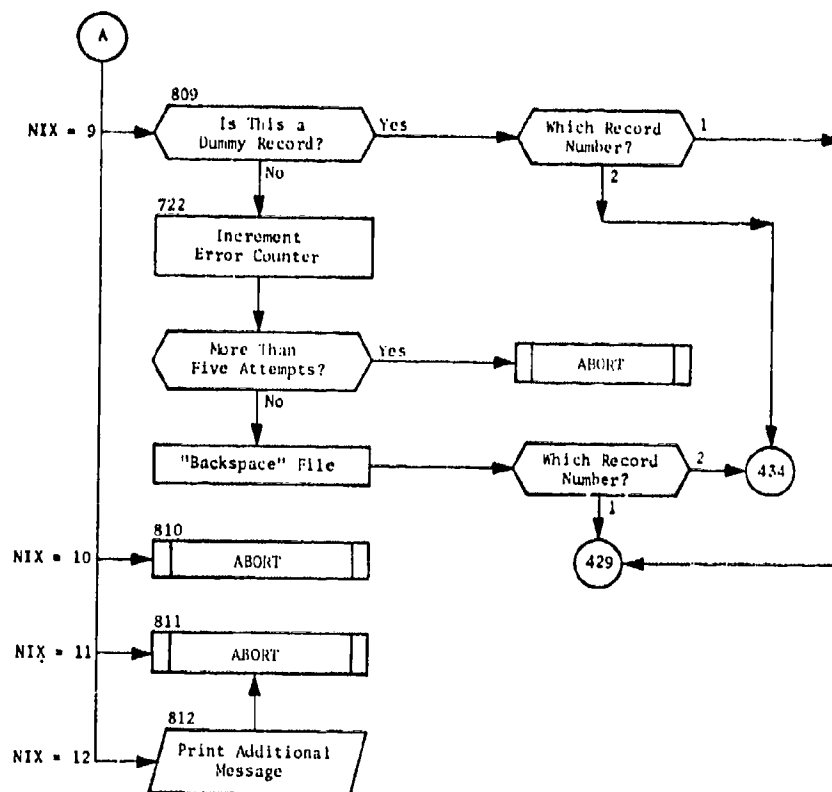 A
809
NIX = 9
Is This a
Dummy Record?
Yes
Which Record
Number?
1
No
2
722
Increment
Error Counter
More Than
Five Attempts?
Yes
ABORT
No
"Backspace" File
Which Record
Number?
2
434
1
810
NIX = 10
ABORT
429
811
NIX = 11
ABORT
812
NIX = 12
Print Additional
Message